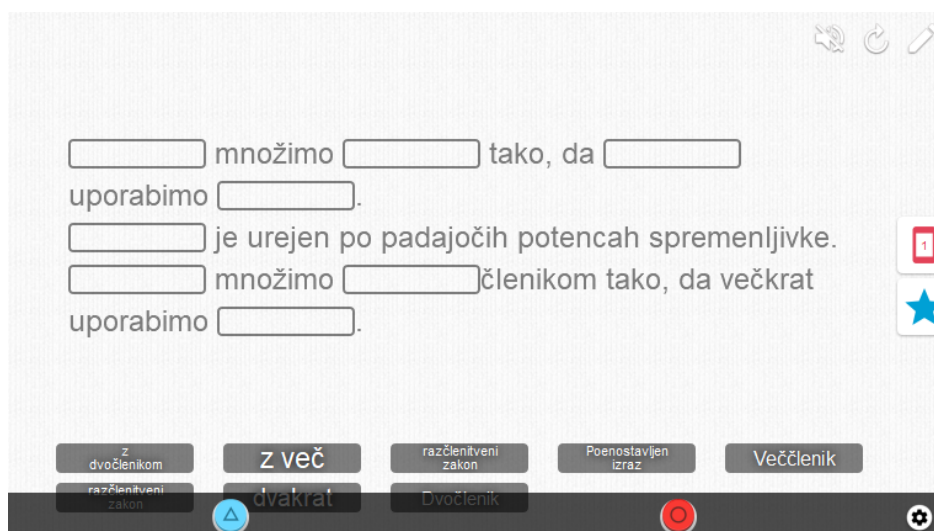 množimo tako, da
uporabimo .
je urejen po padajočih potencah spremenljivke.
množimo členikom tako, da večkrat
uporabimo .
1
z
dvočlenikom
z več
razčlenitveni
zakon
Poenostavljen
izraz
Veččlenik
razčlenitveni
zakon
dvakrat
Dvočlenik